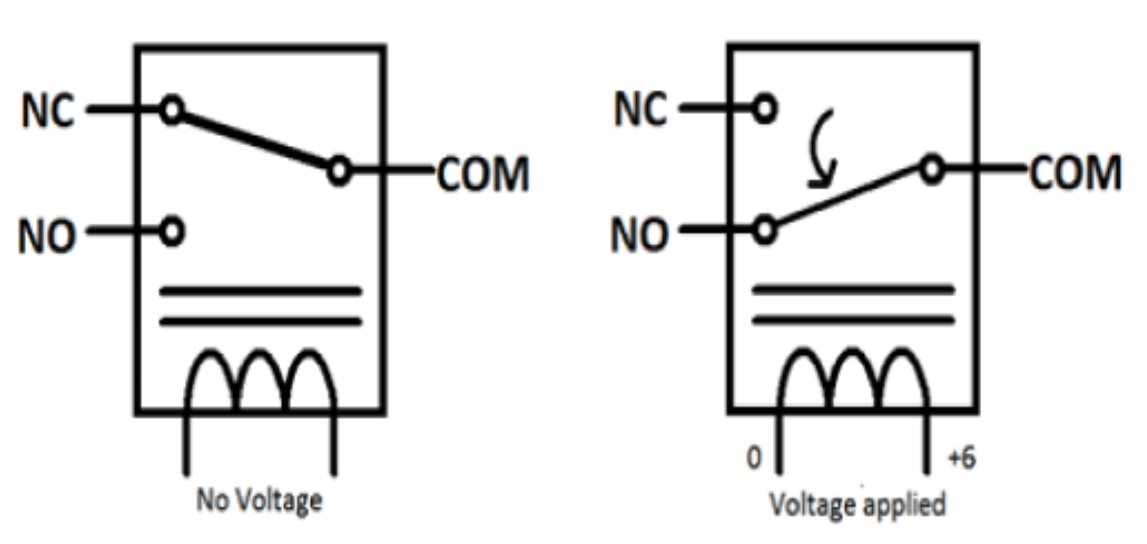 NC
COM
NO
No Voltage
NC
COM
NO
0
+6
Voltage applied